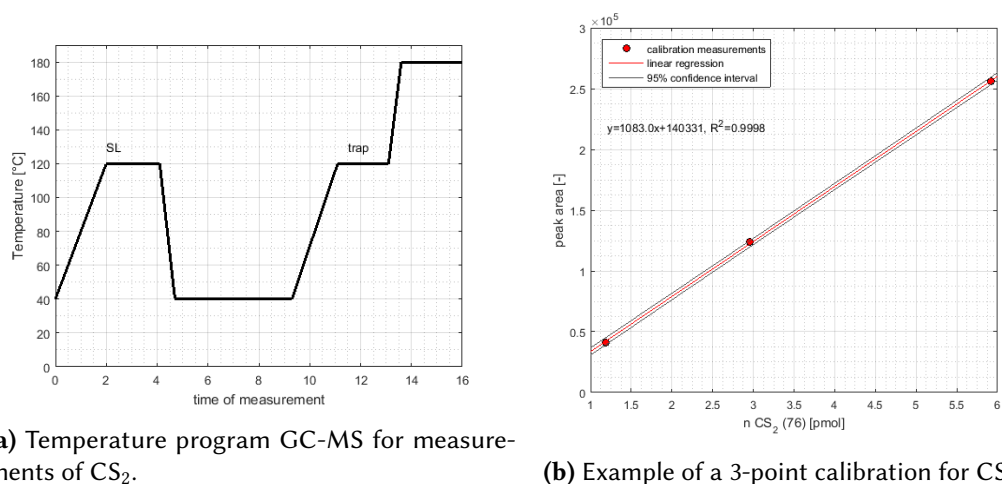 180
160
140
120
100
80
60
40
20
0
Temperature [°C]
SL
trap
0 2 4 6 8 10 12 14 16
time of measurement
a) Temperature program GC-MS for measure-
ments of CS₂.
×10⁵
3
2.5
2
1.5
1
0.5
0
peak area [-]
calibration measurements
linear regression
95% confidence interval
y=1083.0x+140331, R²=0.9998
1 1.5 2 2.5 3 3.5 4 4.5 5 5.5 6
n CS₂ (76) [pmol]
(b) Example of a 3-point calibration for CS